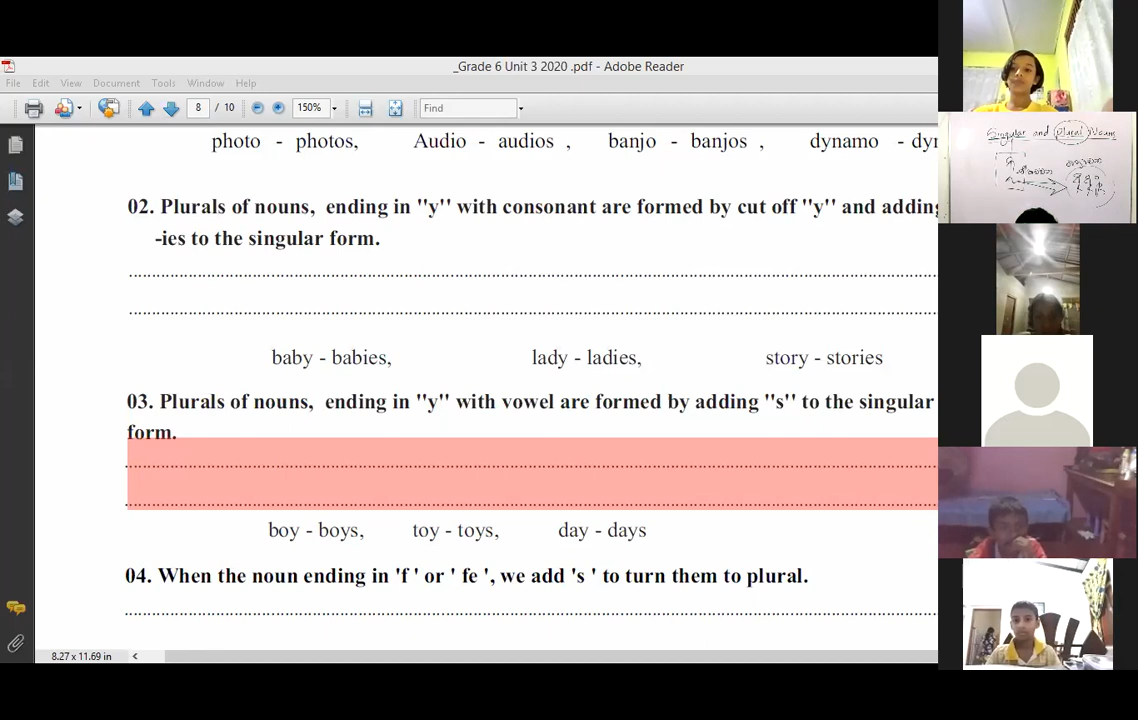 _Grade 6 Unit 3 2020 .pdf - Adobe Reader
File Edit View Document Tools Window Help
8 / 10 150% Find
photo - photos, Audio - audios , banjo - banjos , dynamo - dyn
02. Plurals of nouns, ending in "y" with consonant are formed by cut off "y" and adding
-ies to the singular form.
baby - babies, lady - ladies, story - stories
03. Plurals of nouns, ending in "y" with vowel are formed by adding "s" to the singular
form.
boy - boys, toy - toys, day - days
04. When the noun ending in 'f ' or ' fe ', we add 's ' to turn them to plural.
8.27 x 11.69 in
Singular and Plural Nouns